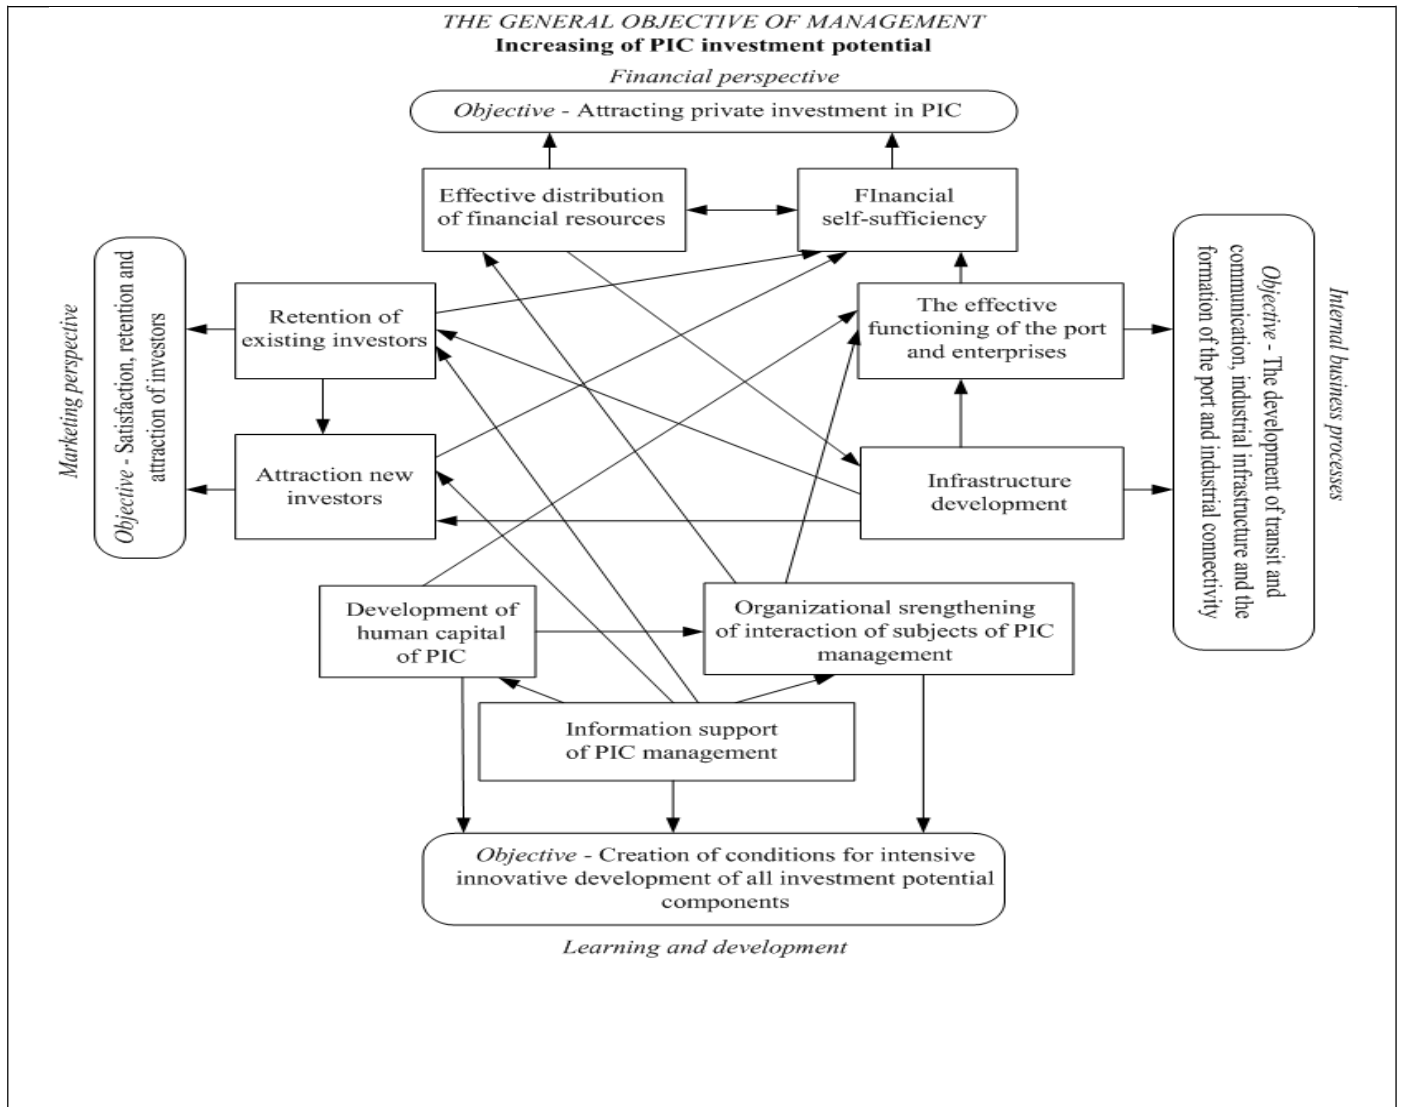 THE GENERAL OBJECTIVE OF MANAGEMENT
Increasing of PIC investment potential
Financial perspective
Objective - Attracting private investment in PIC
Effective distribution
of financial resources
FInancial
self-sufficiency
Marketing perspective
Objective - Satisfaction, retention and
attraction of investors
Retention of
existing investors
The effective
functioning of the port
and enterprises
Internal business processes
Objective - The development of transit and
communication, industrial infrastructure and the
formation of the port and industrial connectivity
Attraction new
investors
Infrastructure
development
Development of
human capital
of PIC
Organizational srengthening
of interaction of subjects of PIC
management
Information support
of PIC management
Objective - Creation of conditions for intensive
innovative development of all investment potential
components
Learning and development